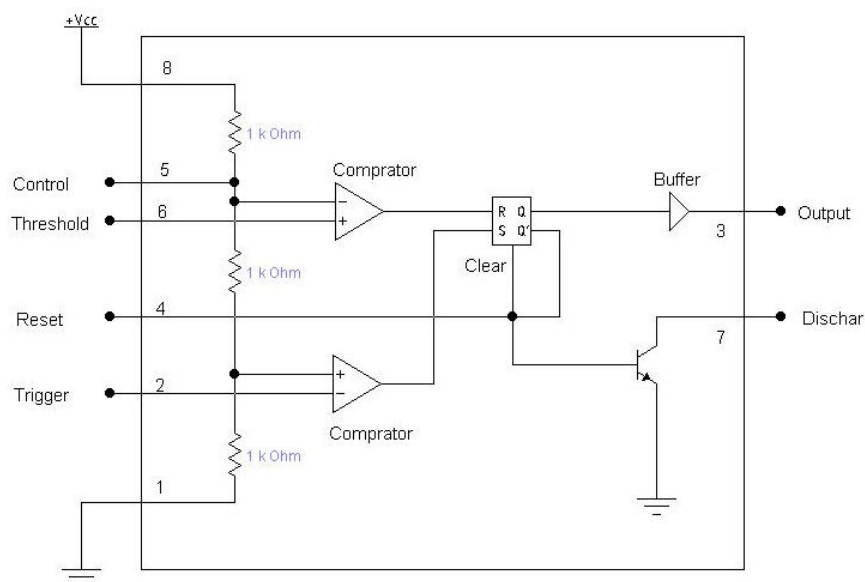 +Vcc
8
1 k Ohm
5
Control
Comprator
Buffer
- 
Threshold
6
+
R Q
S Q'
3
Output
Clear
1 k Ohm
Reset
4
Dischar
7
+
Trigger
2
-
Comprator
1 k Ohm
1